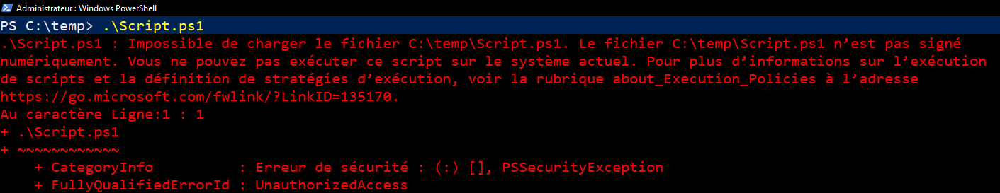 Administrateur : Windows PowerShell
PS C:\temp> .\Script.ps1
.\Script.ps1 : Impossible de charger le fichier C:\temp\Script.ps1. Le fichier C:\temp\Script.ps1 n’est pas signé
numériquement. Vous ne pouvez pas exécuter ce script sur le système actuel. Pour plus d’informations sur l’exécution
de scripts et la définition de stratégies d’exécution, voir la rubrique about_Execution_Policies à l’adresse
https://go.microsoft.com/fwlink/?LinkID=135170.
Au caractère Ligne:1 : 1
+ .\Script.ps1
+ ~~~~~~~~~~~~
    + CategoryInfo          : Erreur de sécurité : (:) [], PSSecurityException
    + FullyQualifiedErrorId : UnauthorizedAccess